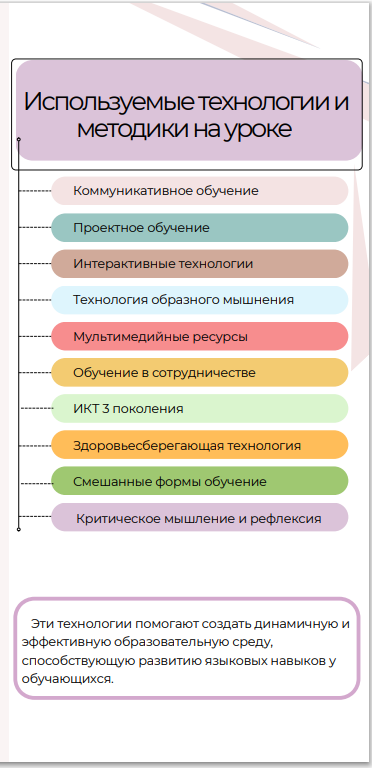 Используемые технологии и
методики на уроке
Коммуникативное обучение
Проектное обучение
Интерактивные технологии
Технология образного мышнения
Мультимедийные ресурсы
Обучение в сотрудничестве
ИКТ 3 поколения
Здоровьесберегающая технология
Смешанные формы обучение
Критическое мышление и рефлексия
Эти технологии помогают создать динамичную и
эффективную образовательную среду,
способствующую развитию языковых навыков у
обучающихся.